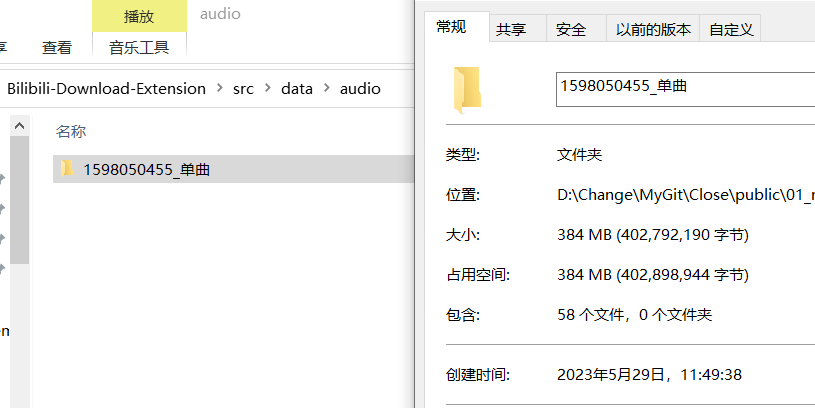 播放
audio
查看
音乐工具
Bilibili-Download-Extension > src > data > audio
名称
1598050455_单曲
常规
共享
安全
以前的版本
自定义
1598050455_单曲
类型:
文件夹
位置:
D:\Change\MyGit\Close\public\01_r
大小:
384 MB (402,792,190 字节)
占用空间:
384 MB (402,898,944 字节)
包含:
58 个文件，0 个文件夹
创建时间:
2023年5月29日，11:49:38